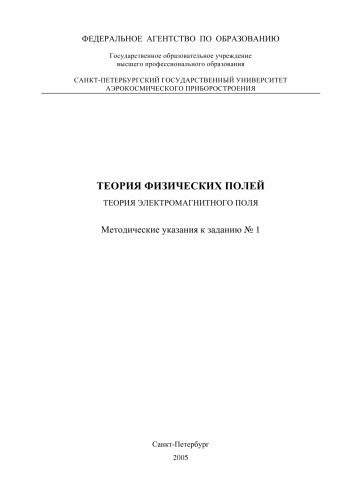 ФЕДЕРАЛЬНОЕ АГЕНТСТВО ПО ОБРАЗОВАНИЮ
Государственное образовательное учреждение
высшего профессионального образования
САНКТ-ПЕТЕРБУРГСКИЙ ГОСУДАРСТВЕННЫЙ УНИВЕРСИТЕТ
АЭРОКОСМИЧЕСКОГО ПРИБОРОСТРОЕНИЯ
ТЕОРИЯ ФИЗИЧЕСКИХ ПОЛЕЙ
ТЕОРИЯ ЭЛЕКТРОМАГНИТНОГО ПОЛЯ
Методические указания к заданию № 1
Санкт-Петербург
2005